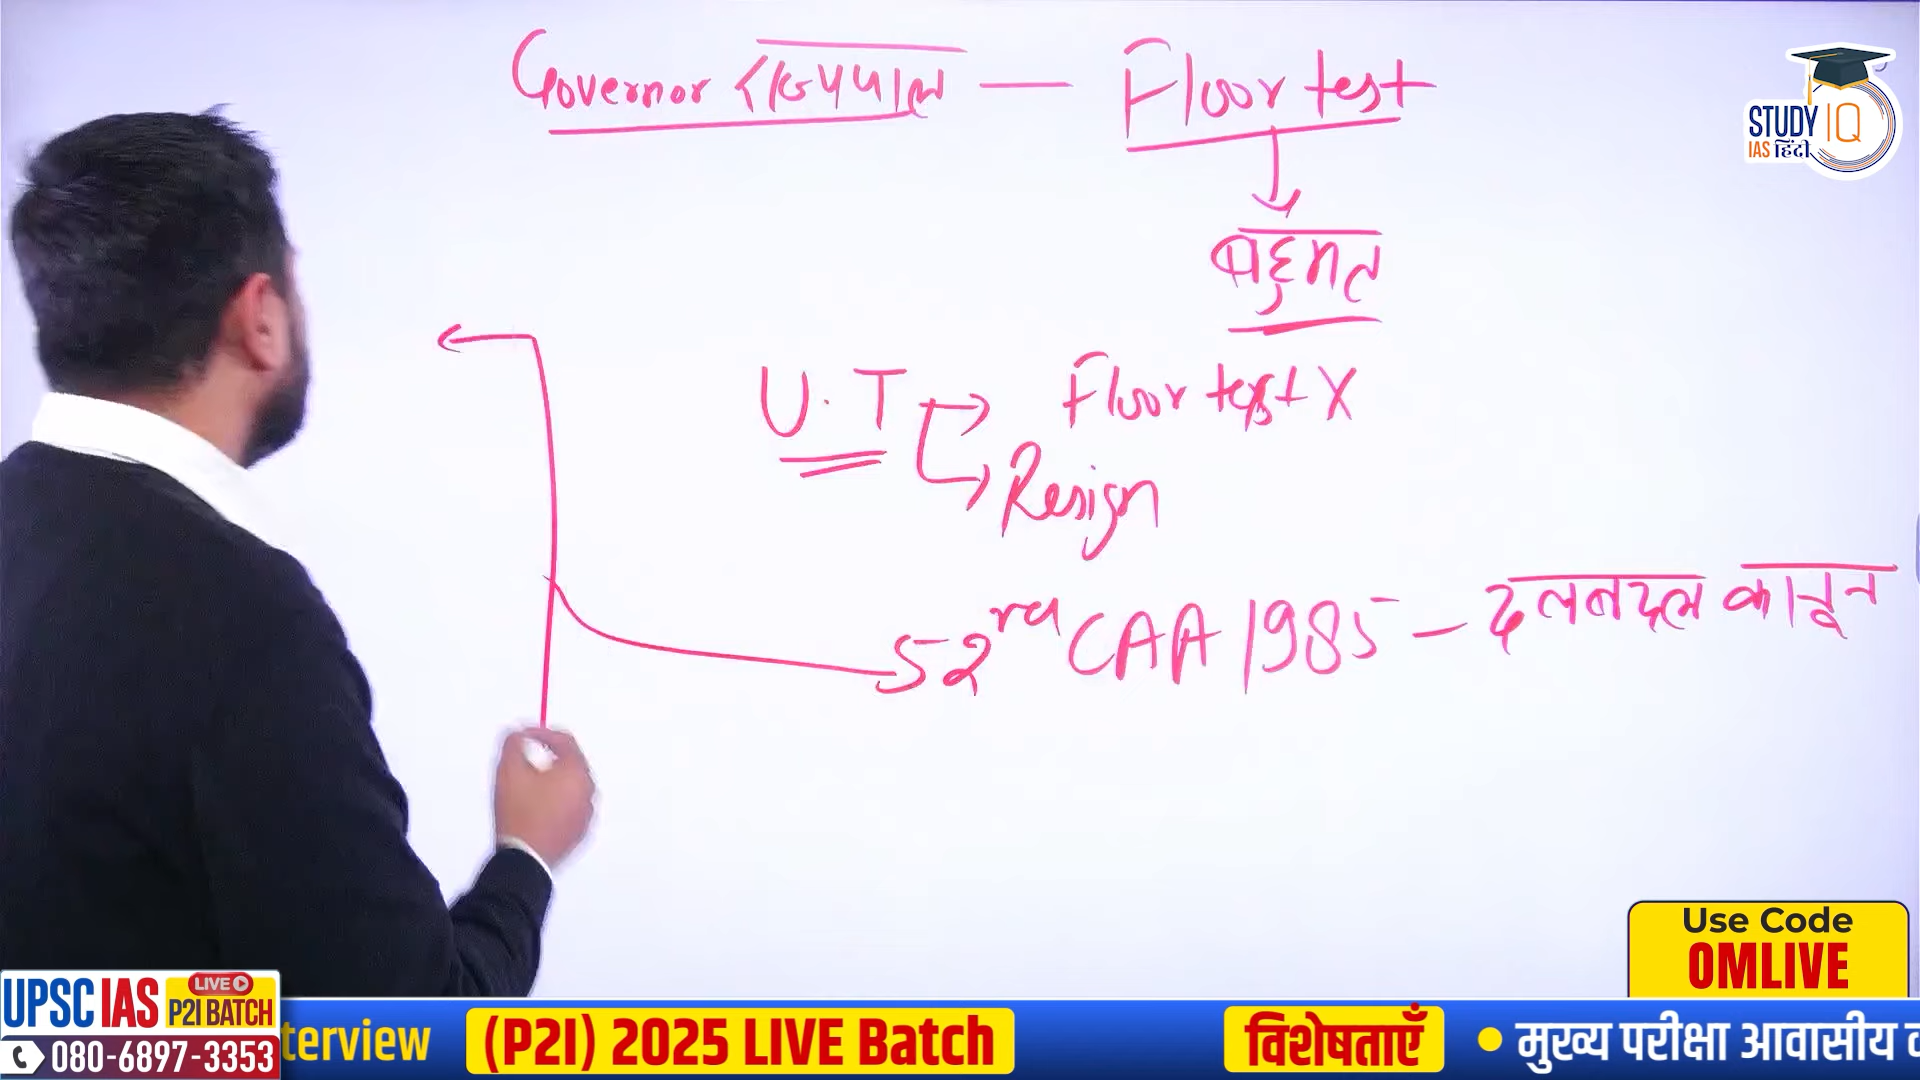 Governor राज्यपाल — Floor test
बहुमत
U.T → Floor test X
→ Resign
52rd CAA 1985 — दलबदल कानून
STUDY IQ
IAS हिंदी
Use Code
OMLIVE
UPSC IAS LIVE P2I BATCH
080-6897-3353
terview (P2I) 2025 LIVE Batch विशेषताएँ • मुख्य परीक्षा आवासीय